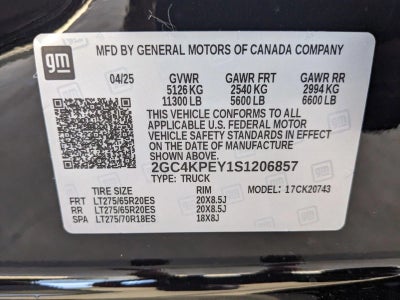 gm
MFD BY GENERAL MOTORS OF CANADA COMPANY
04/25 GVWR GAWR FRT GAWR RR
5126 KG 2540 KG 2994 KG
11300 LB 5600 LB 6600 LB
THIS VEHICLE CONFORMS TO ALL
APPLICABLE U.S. FEDERAL MOTOR
VEHICLE SAFETY STANDARDS IN EFFECT
ON THE DATE OF MANUFACTURE
SHOWN ABOVE.
2GC4KPEY1S1206857
TYPE: TRUCK
TIRE SIZE RIM MODEL: 17CK20743
FRT LT275/65R20ES 20X8.5J
RR LT275/65R20ES 20X8.5J
SPA LT275/70R18ES 18X8J